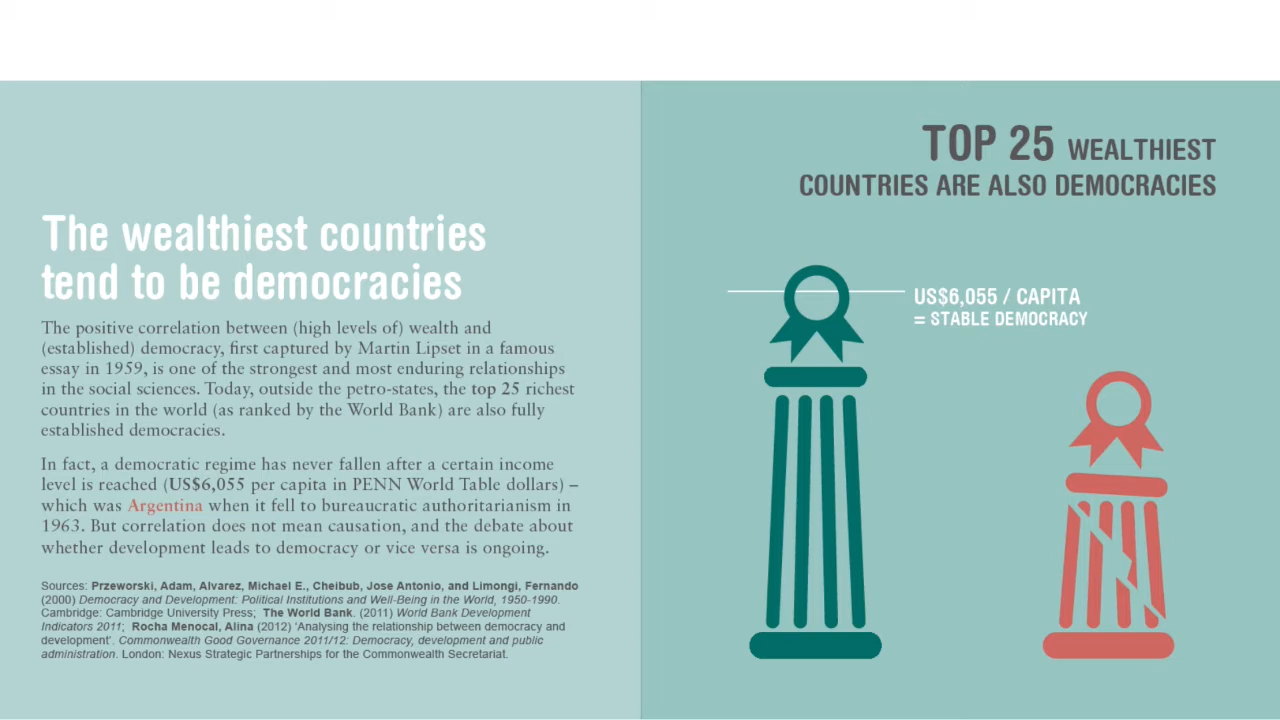 The wealthiest countries
tend to be democracies
The positive correlation between (high levels of) wealth and
(established) democracy, first captured by Martin Lipset in a famous
essay in 1959, is one of the strongest and most enduring relationships
in the social sciences. Today, outside the petro-states, the top 25 richest
countries in the world (as ranked by the World Bank) are also fully
established democracies.
In fact, a democratic regime has never fallen after a certain income
level is reached (US$6,055 per capita in PENN World Table dollars) –
which was Argentina when it fell to bureaucratic authoritarianism in
1963. But correlation does not mean causation, and the debate about
whether development leads to democracy or vice versa is ongoing.
Sources: Przeworski, Adam, Alvarez, Michael E., Cheibub, Jose Antonio, and Limongi, Fernando
(2000) Democracy and Development: Political Institutions and Well-Being in the World, 1950-1990.
Cambridge: Cambridge University Press; The World Bank. (2011) World Bank Development
Indicators 2011; Rocha Menocal, Alina (2012) 'Analysing the relationship between democracy and
development'. Commonwealth Good Governance 2011/12: Democracy, development and public
administration. London: Nexus Strategic Partnerships for the Commonwealth Secretariat.
TOP 25 WEALTHIEST
COUNTRIES ARE ALSO DEMOCRACIES
US$6,055 / CAPITA
= STABLE DEMOCRACY